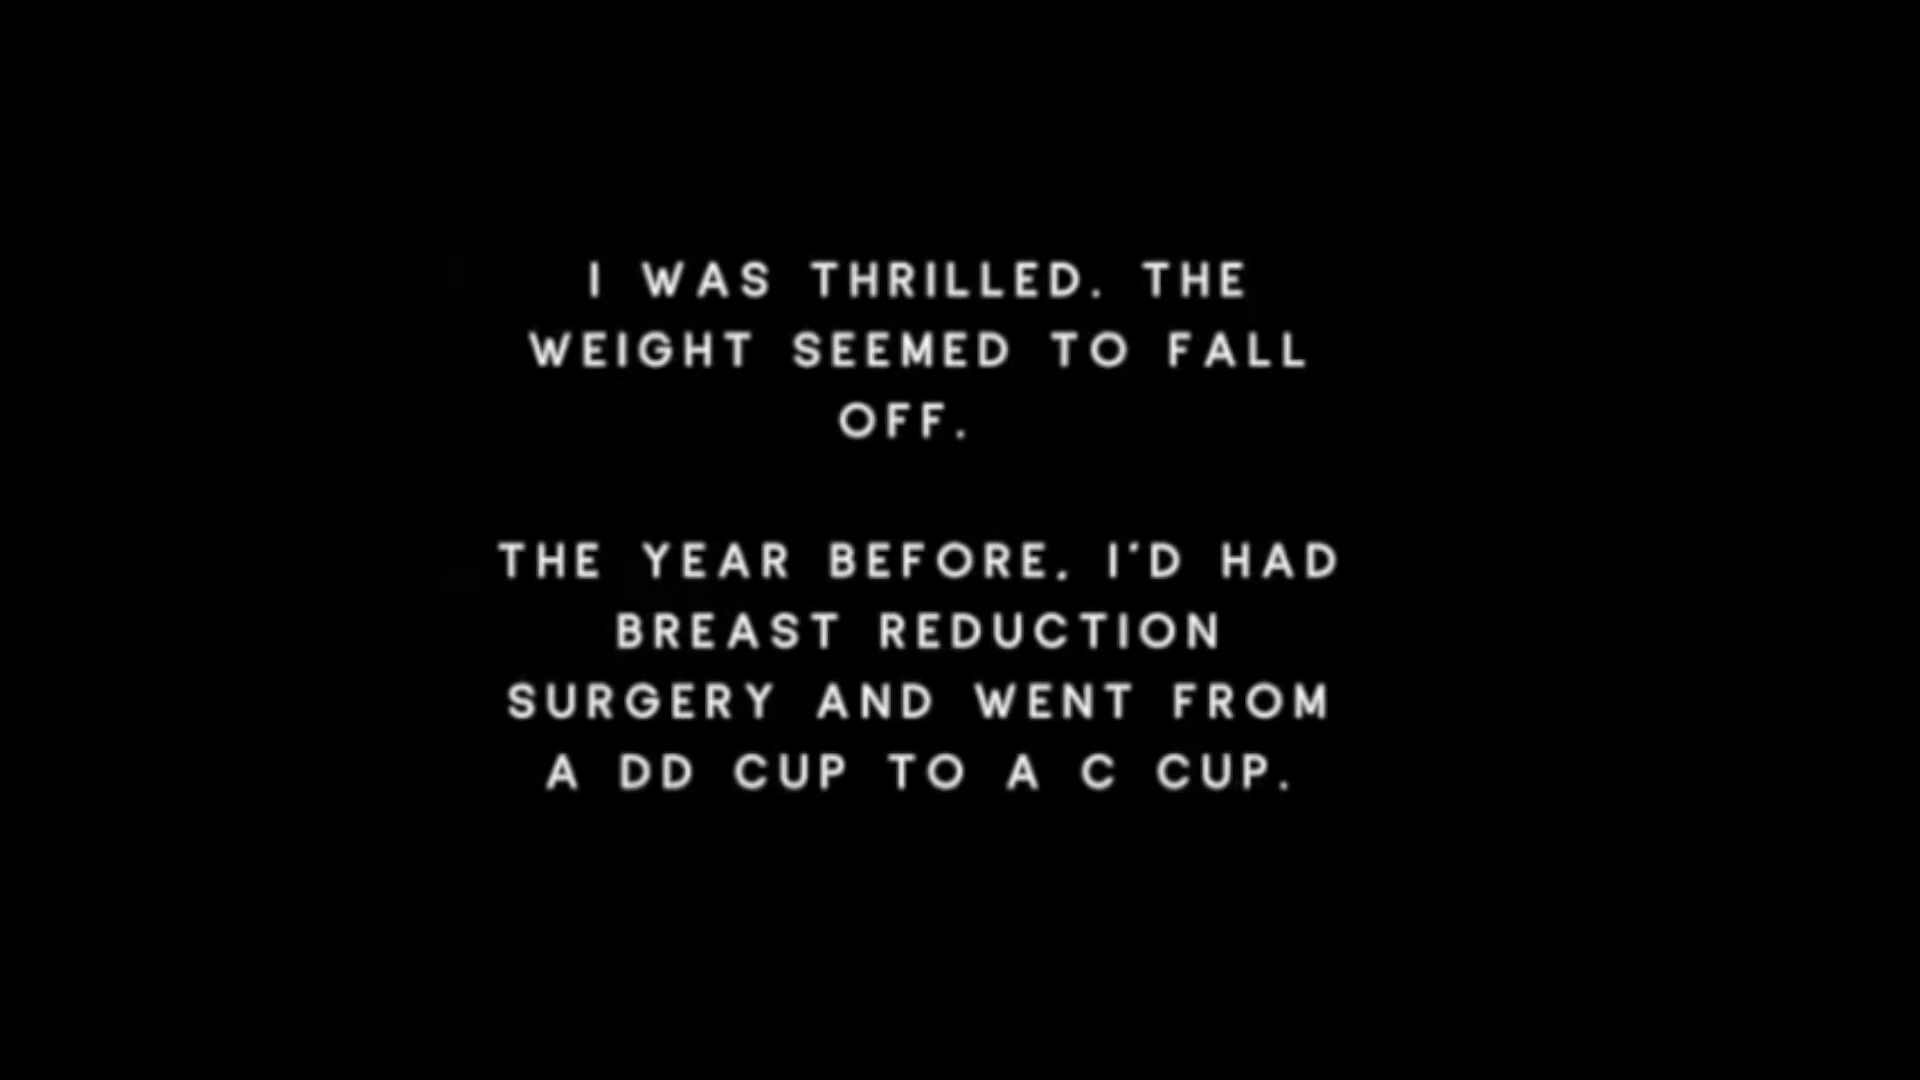 I WAS THRILLED. THE
WEIGHT SEEMED TO FALL
OFF.
THE YEAR BEFORE, I'D HAD
BREAST REDUCTION
SURGERY AND WENT FROM
A DD CUP TO A C CUP.